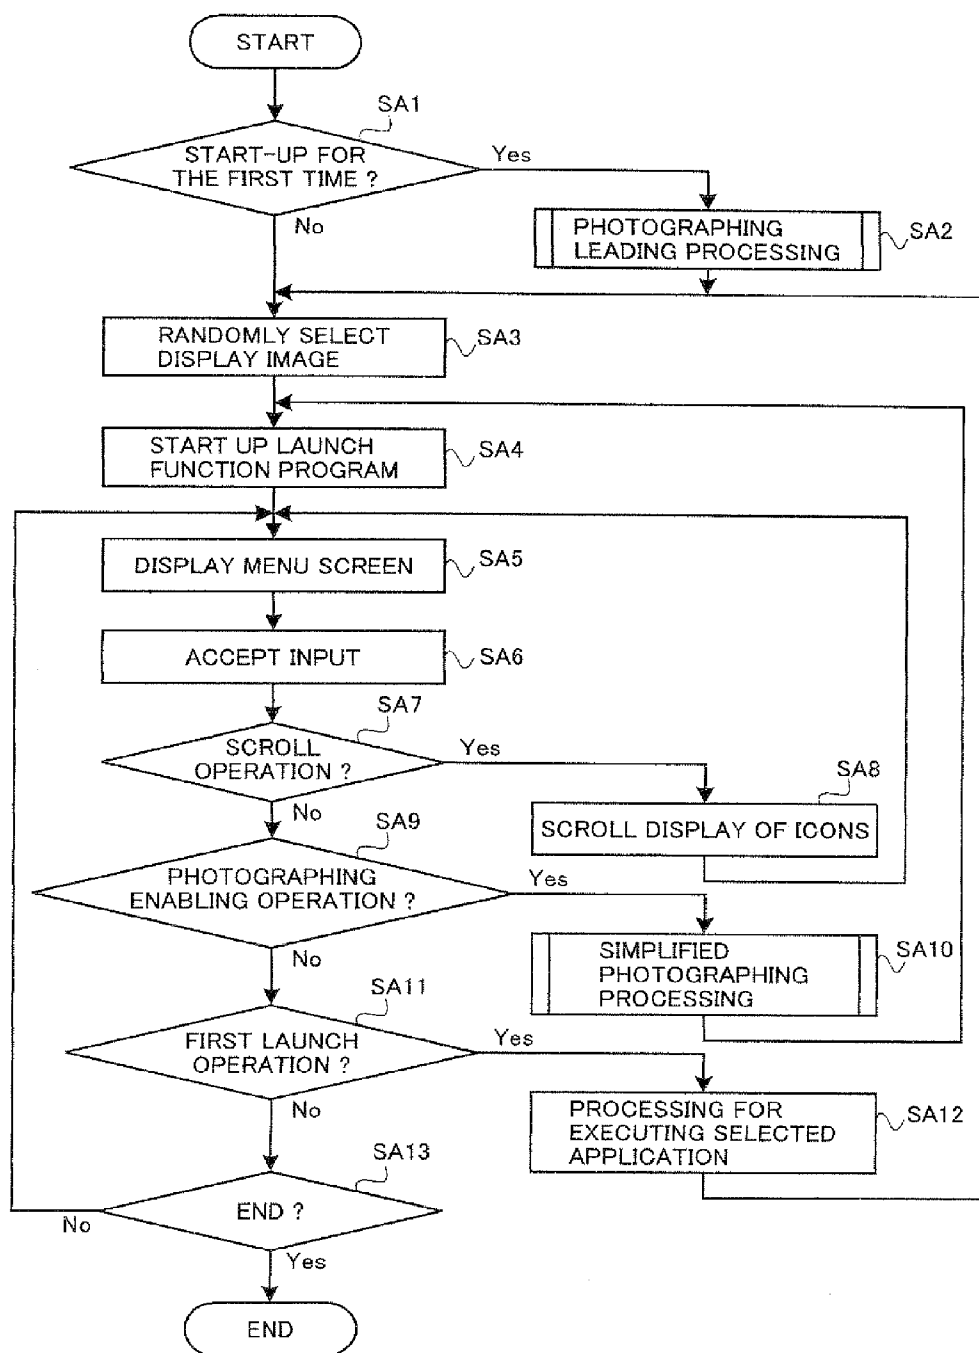 START
SA1
START-UP FOR
THE FIRST TIME ?
Yes
No
PHOTOGRAPHING
LEADING PROCESSING
SA2
RANDOMLY SELECT
DISPLAY IMAGE
SA3
START UP LAUNCH
FUNCTION PROGRAM
SA4
DISPLAY MENU SCREEN
SA5
ACCEPT INPUT
SA6
SA7
SCROLL
OPERATION ?
Yes
No
SA8
SCROLL DISPLAY OF ICONS
SA9
PHOTOGRAPHING
ENABLING OPERATION ?
Yes
No
SIMPLIFIED
PHOTOGRAPHING
PROCESSING
SA10
SA11
FIRST LAUNCH
OPERATION ?
Yes
No
PROCESSING FOR
EXECUTING SELECTED
APPLICATION
SA12
SA13
END ?
No
Yes
END